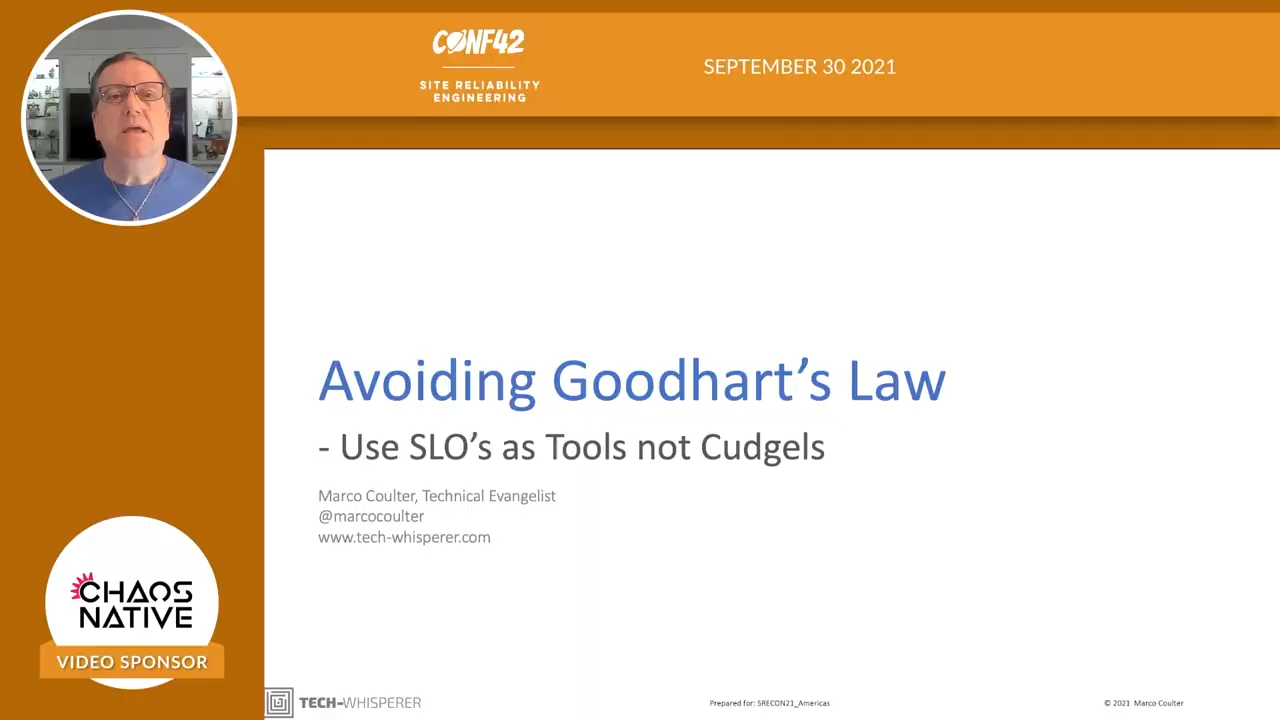 CONF42
SITE RELIABILITY
ENGINEERING
SEPTEMBER 30 2021
Avoiding Goodhart’s Law
- Use SLO’s as Tools not Cudgels
Marco Coulter, Technical Evangelist
@marcocoulter
www.tech-whisperer.com
CHAOS
NATIVE
VIDEO SPONSOR
TECH-WHISPERER
Prepared for: SRECON21_Americas
© 2021 Marco Coulter